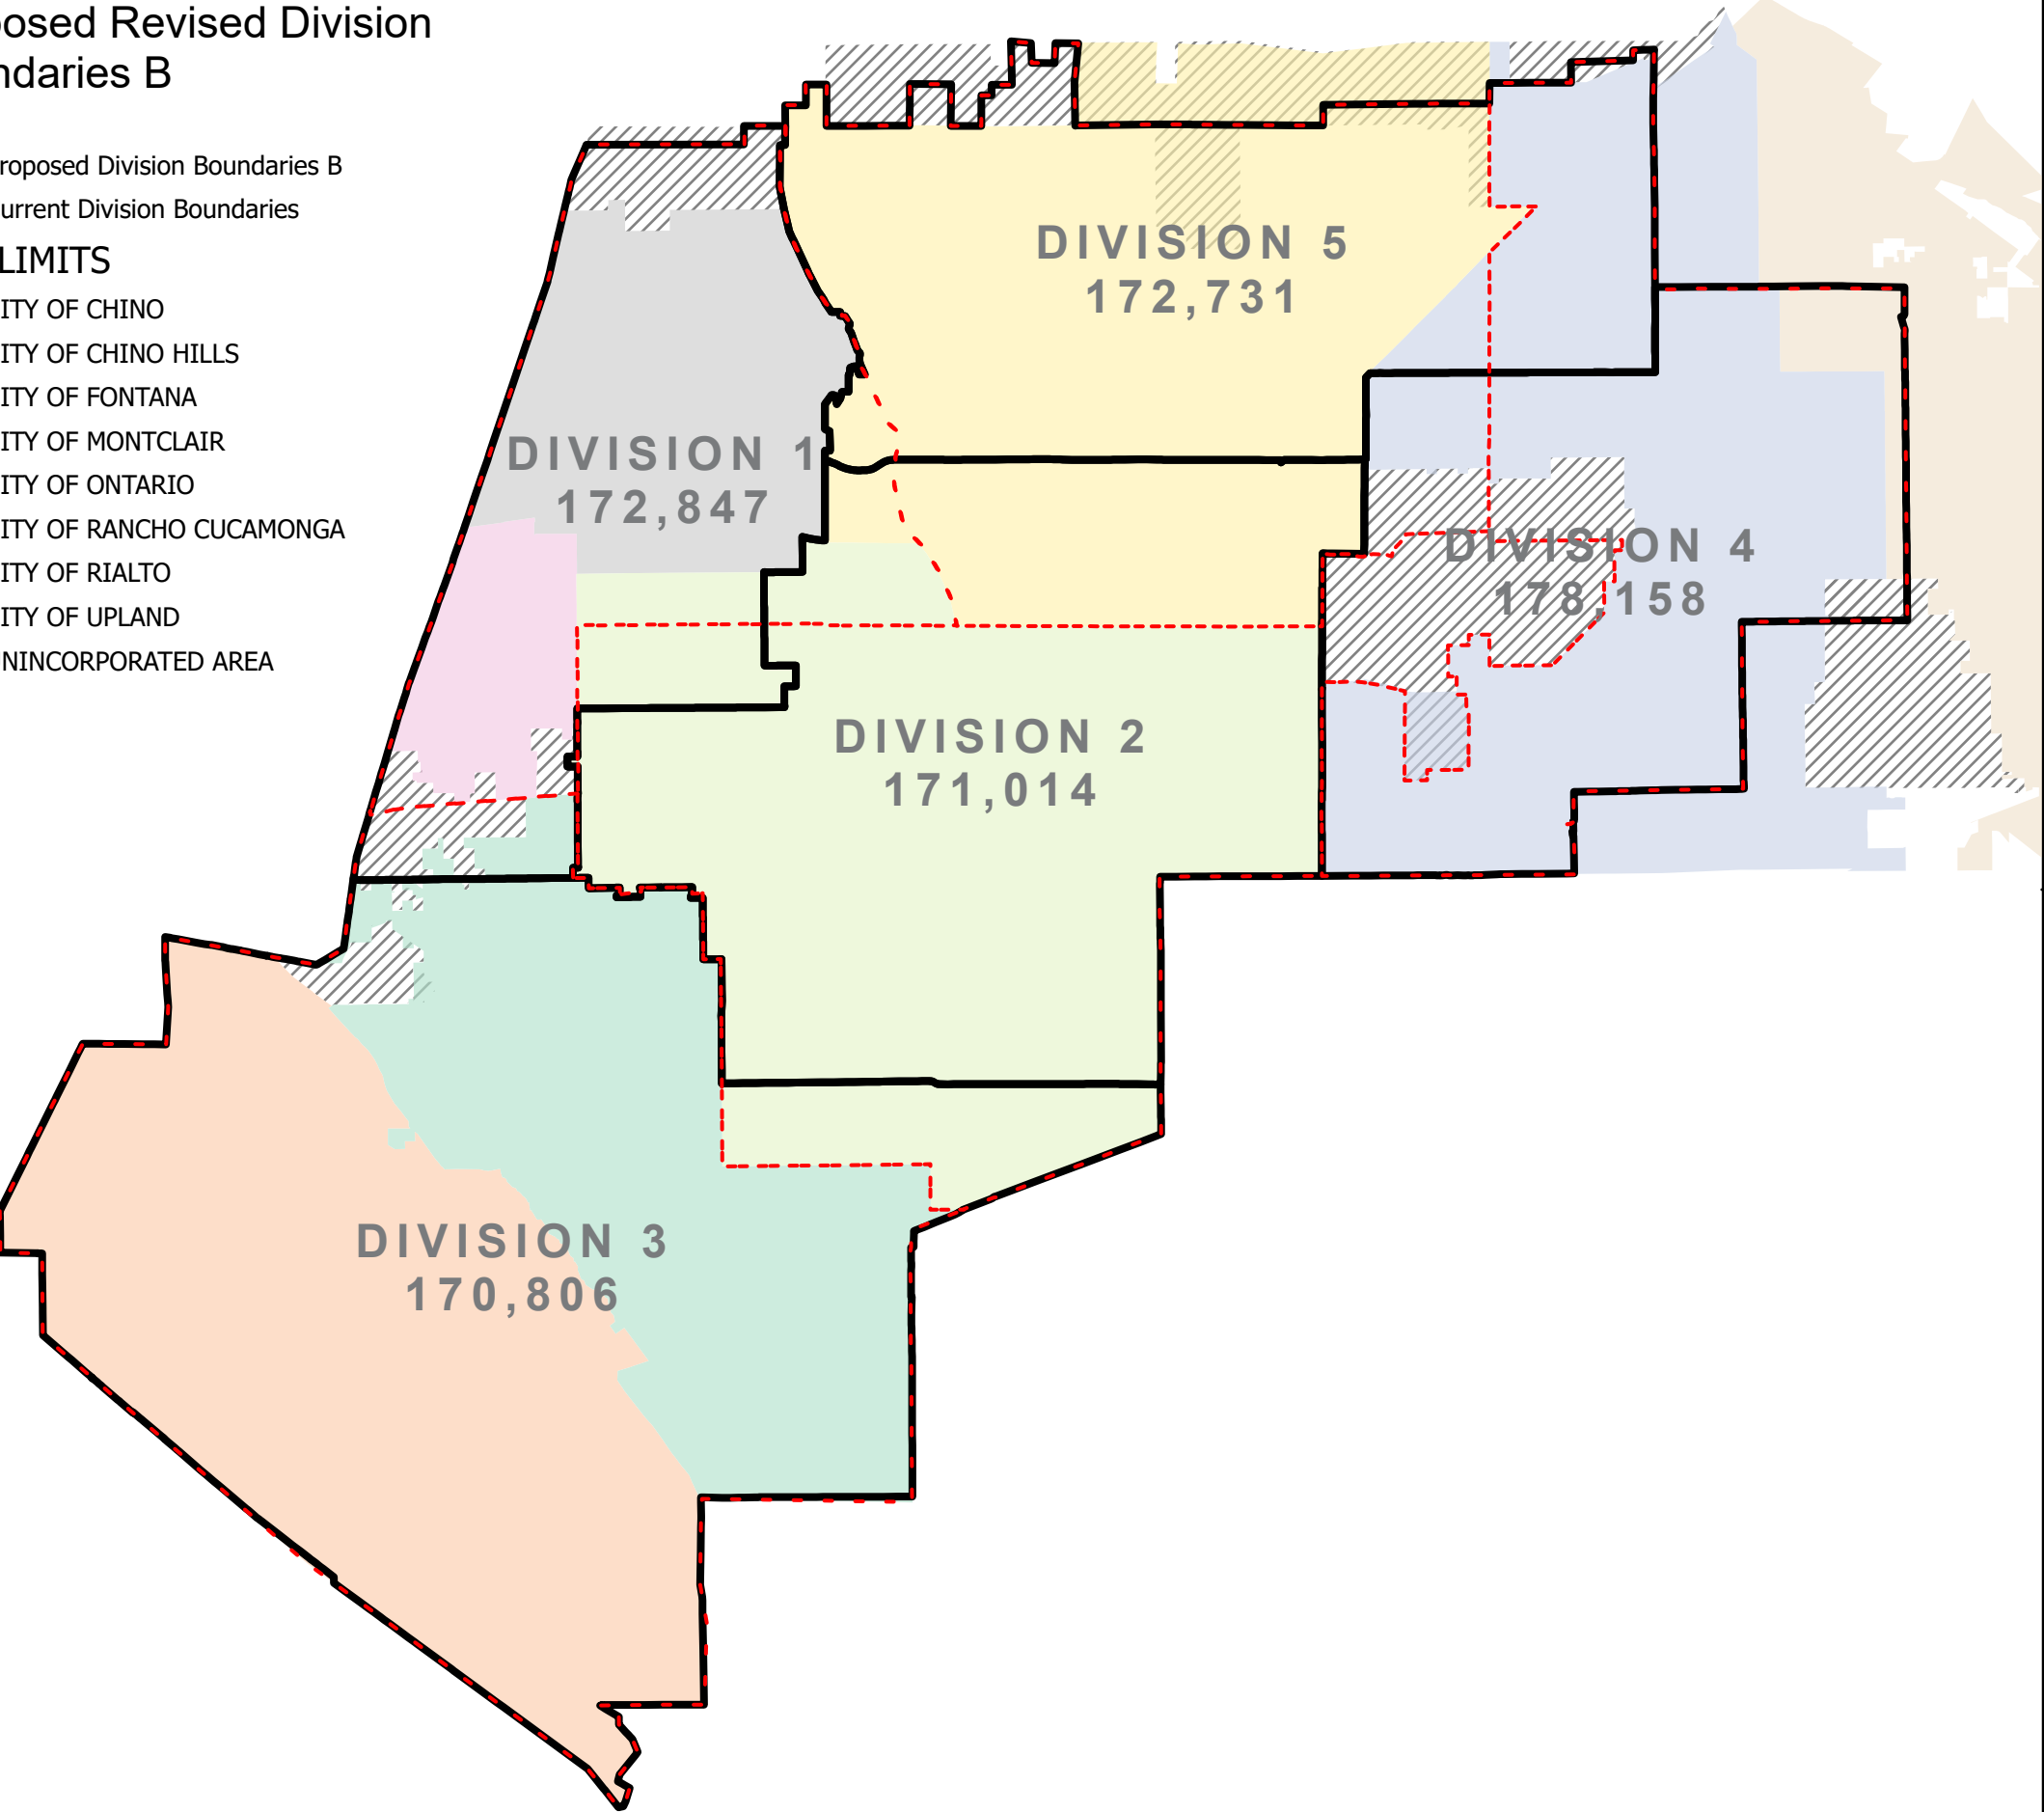 posed Revised Division
ndaries B
roposed Division Boundaries B
urrent Division Boundaries
LIMITS
ITY OF CHINO
ITY OF CHINO HILLS
ITY OF FONTANA
ITY OF MONTCLAIR
ITY OF ONTARIO
ITY OF RANCHO CUCAMONGA
ITY OF RIALTO
ITY OF UPLAND
NINCORPORATED AREA
DIVISION 5
172,731
DIVISION 1
172,847
DIVISION 4
178,158
DIVISION 2
171,014
DIVISION 3
170,806